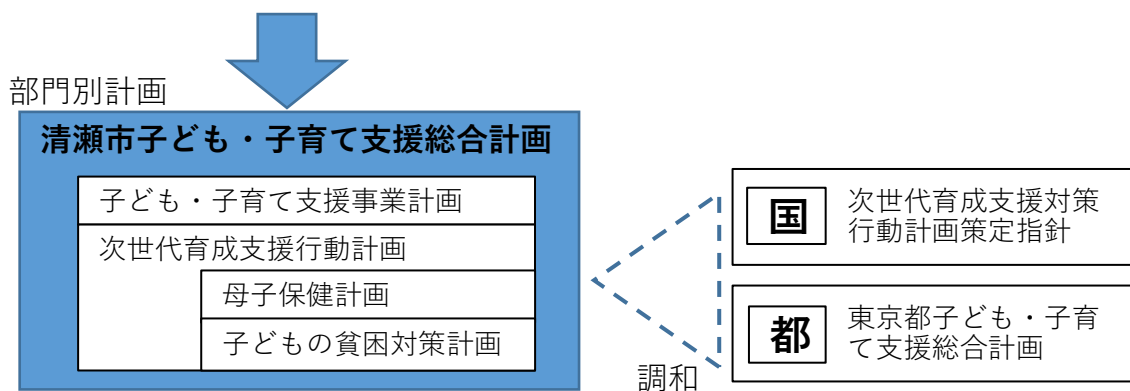 部門別計画
清瀬市子ども・子育て支援総合計画
子ども・子育て支援事業計画
次世代育成支援行動計画
母子保健計画
子どもの貧困対策計画
国
次世代育成支援対策
行動計画策定指針
都
東京都子ども・子育
て支援総合計画
調和